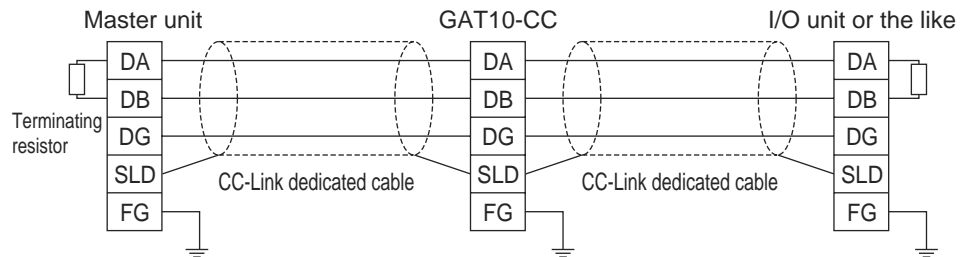 Master unit
GAT10-CC
I/O unit or the like
DA
DA
DA
DB
DB
DB
Terminating
resistor
DG
DG
DG
SLD
CC-Link dedicated cable
SLD
CC-Link dedicated cable
SLD
FG
FG
FG